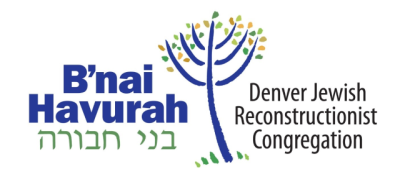 B'nai
Havurah
בני חבורה
Denver Jewish
Reconstructionist
Congregation